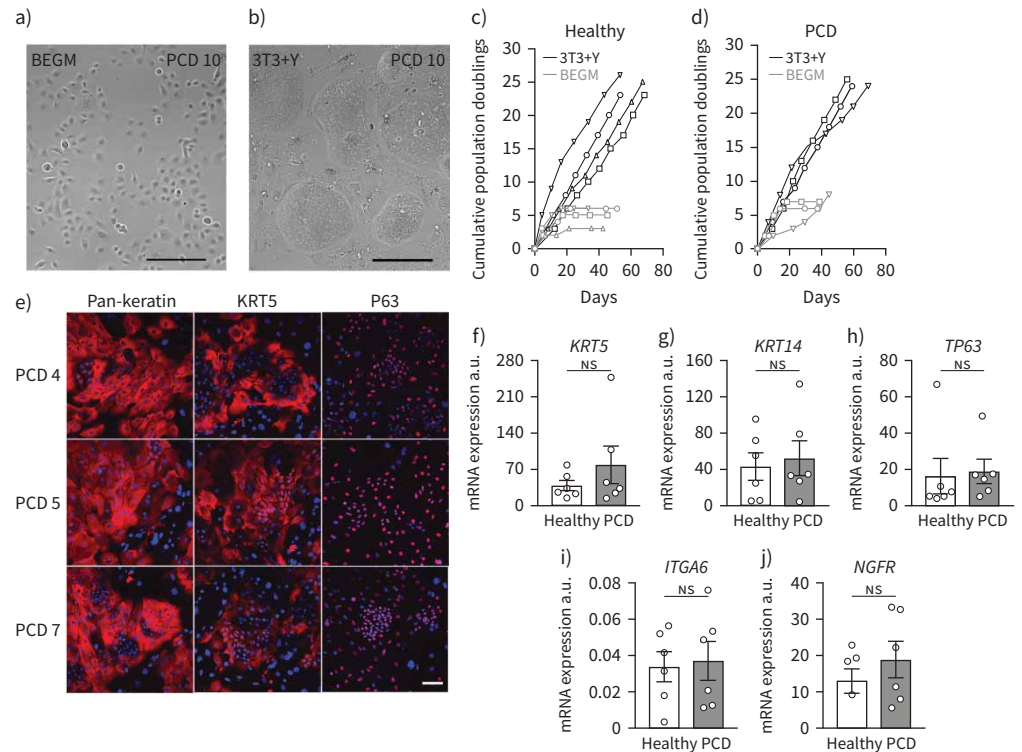 a)
BEGM PCD 10
b)
3T3+Y PCD 10
c)
Healthy
3T3+Y
BEGM
Cumulative population doublings
30
25
20
15
10
5
0
0 20 40 60 80
Days
d)
PCD
3T3+Y
BEGM
Cumulative population doublings
30
25
20
15
10
5
0
0 20 40 60 80
Days
e)
Pan-keratin KRT5 P63
PCD 4
PCD 5
PCD 7
f)
KRT5
NS
mRNA expression a.u.
280
210
140
70
0
Healthy PCD
g)
KRT14
NS
mRNA expression a.u.
160
120
80
40
0
Healthy PCD
h)
TP63
NS
mRNA expression a.u.
80
60
40
20
0
Healthy PCD
i)
ITGA6
NS
mRNA expression a.u.
0.08
0.06
0.04
0.02
0
Healthy PCD
j)
NGFR
NS
mRNA expression a.u.
40
30
20
10
0
Healthy PCD